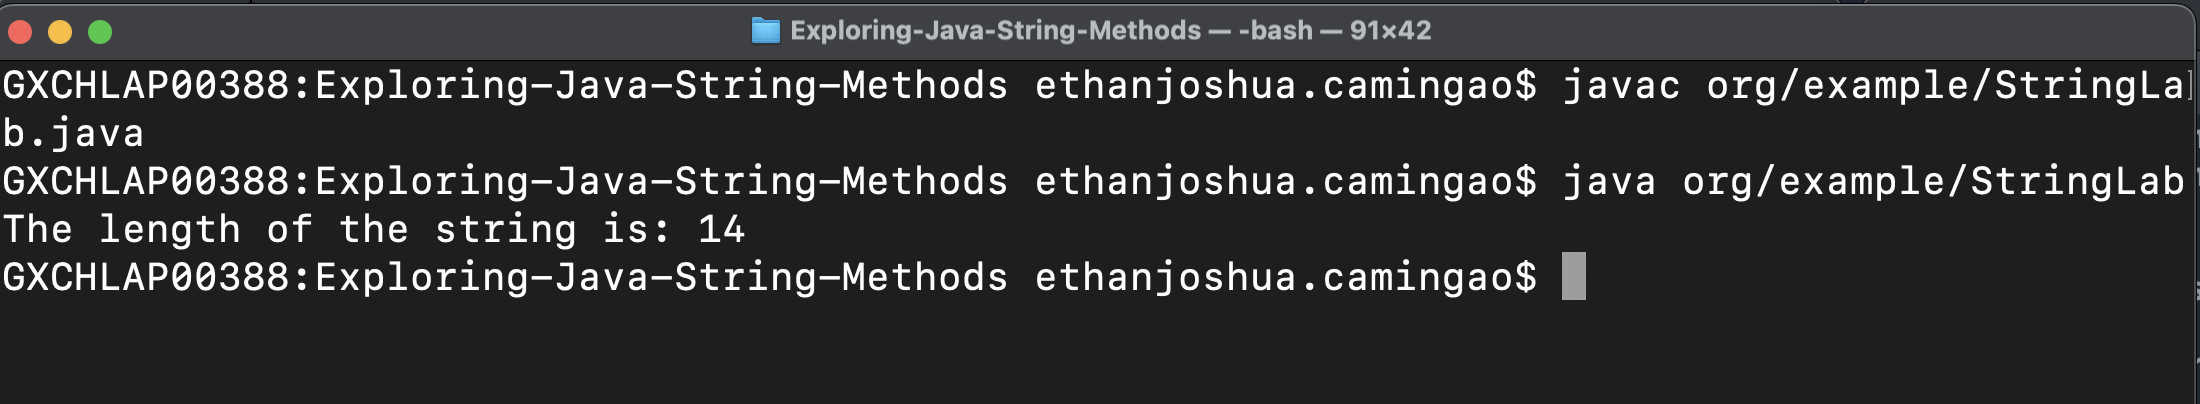 Exploring-Java-String-Methods — -bash — 91×42
GXCHLAP00388:Exploring-Java-String-Methods ethanjoshua.camingao$ javac org/example/StringLa
b.java
GXCHLAP00388:Exploring-Java-String-Methods ethanjoshua.camingao$ java org/example/StringLab
The length of the string is: 14
GXCHLAP00388:Exploring-Java-String-Methods ethanjoshua.camingao$